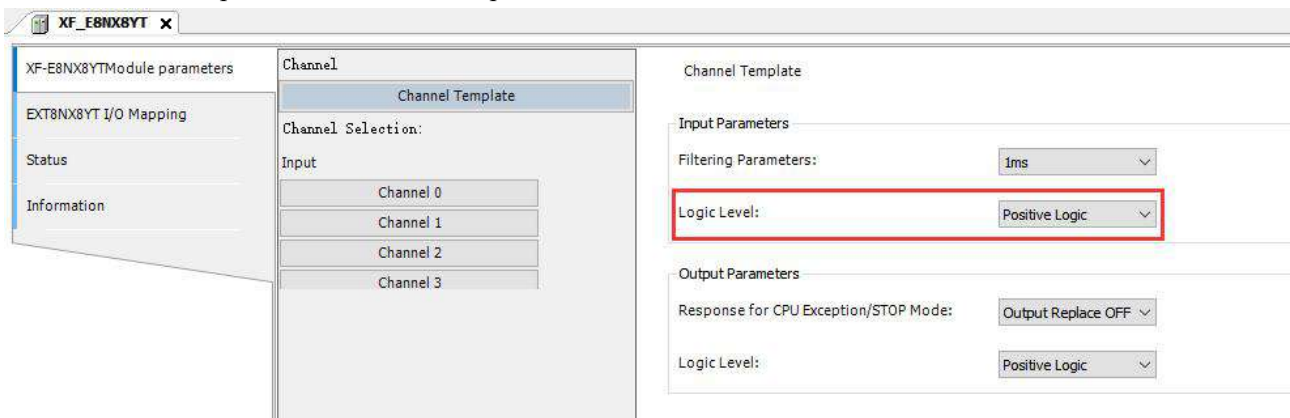 XF_E8NX8YT X
XF-E8NX8YTModule parameters
EXT8NX8YT I/O Mapping
Status
Information
Channel
Channel Template
Channel Selection:
Input
Channel 0
Channel 1
Channel 2
Channel 3
Channel Template
Input Parameters
Filtering Parameters: 1ms
Logic Level: Positive Logic
Output Parameters
Response for CPU Exception/STOP Mode: Output Replace OFF
Logic Level: Positive Logic